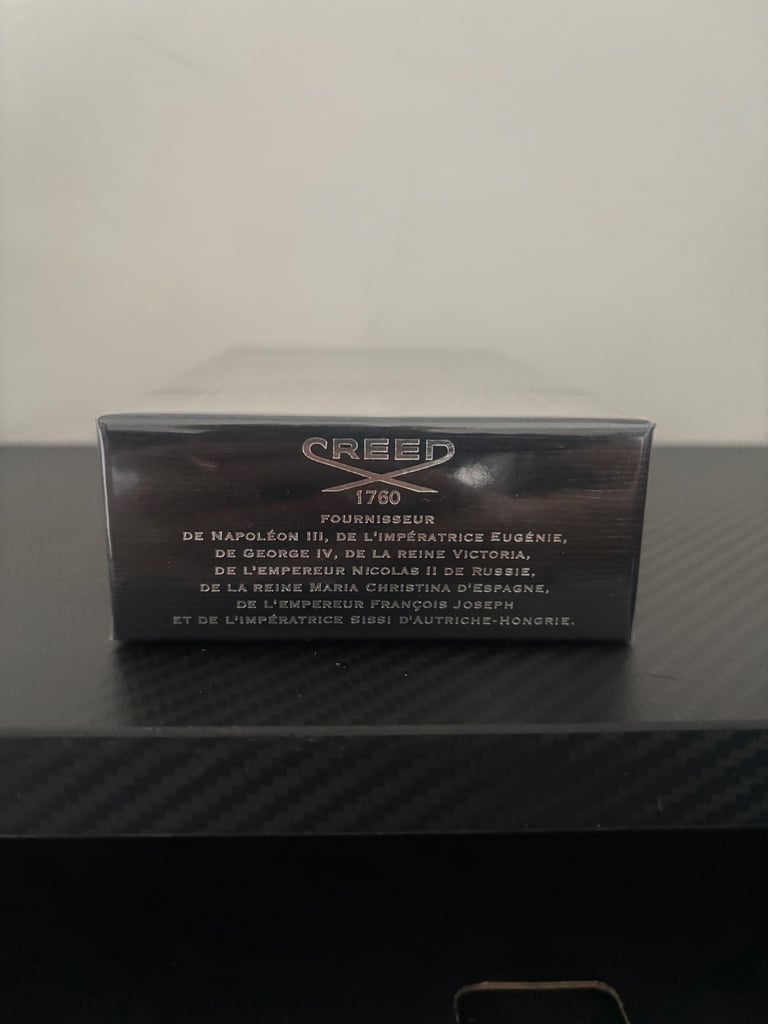 CREED
1760
FOURNISSEUR
DE NAPOLÉON III, DE L'IMPÉRATRICE EUGÉNIE,
DE GEORGE IV, DE LA REINE VICTORIA,
DE L'EMPEREUR NICOLAS II DE RUSSIE,
DE LA REINE MARIA CHRISTINA D'ESPAGNE,
DE L'EMPEREUR FRANÇOIS JOSEPH
ET DE L'IMPÉRATRICE SISSI D'AUTRICHE-HONGRIE.